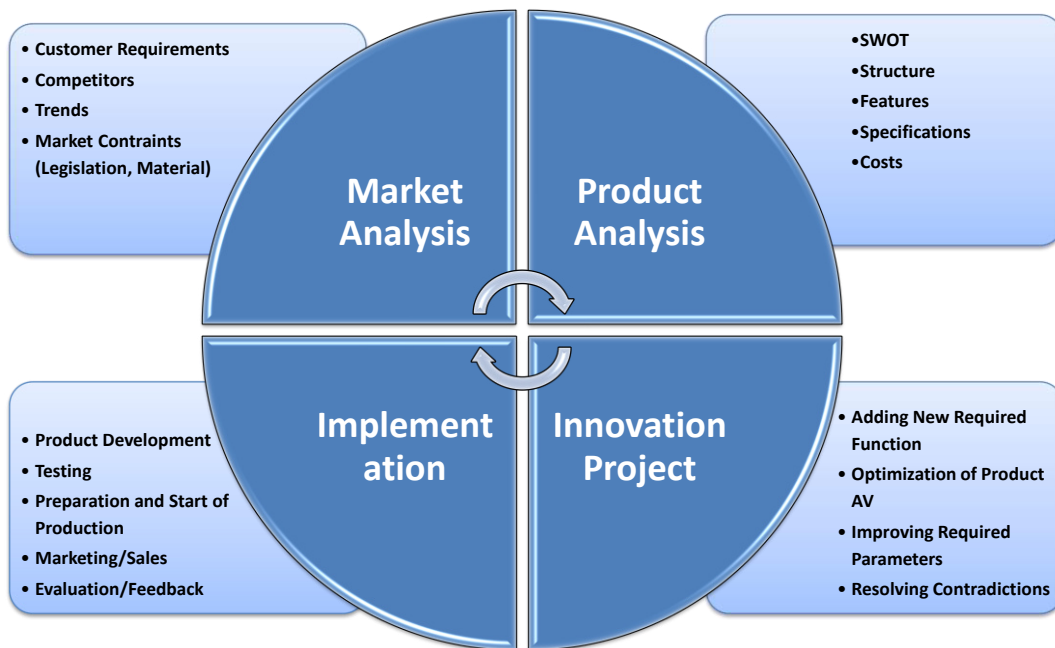 • Customer Requirements
• Competitors
• Trends
• Market Contraints
(Legislation, Material)
•SWOT
•Structure
•Features
•Specifications
•Costs
Market
Analysis
Product
Analysis
Implement
ation
Innovation
Project
• Product Development
• Testing
• Preparation and Start of
Production
• Marketing/Sales
• Evaluation/Feedback
• Adding New Required
Function
• Optimization of Product
AV
• Improving Required
Parameters
• Resolving Contradictions